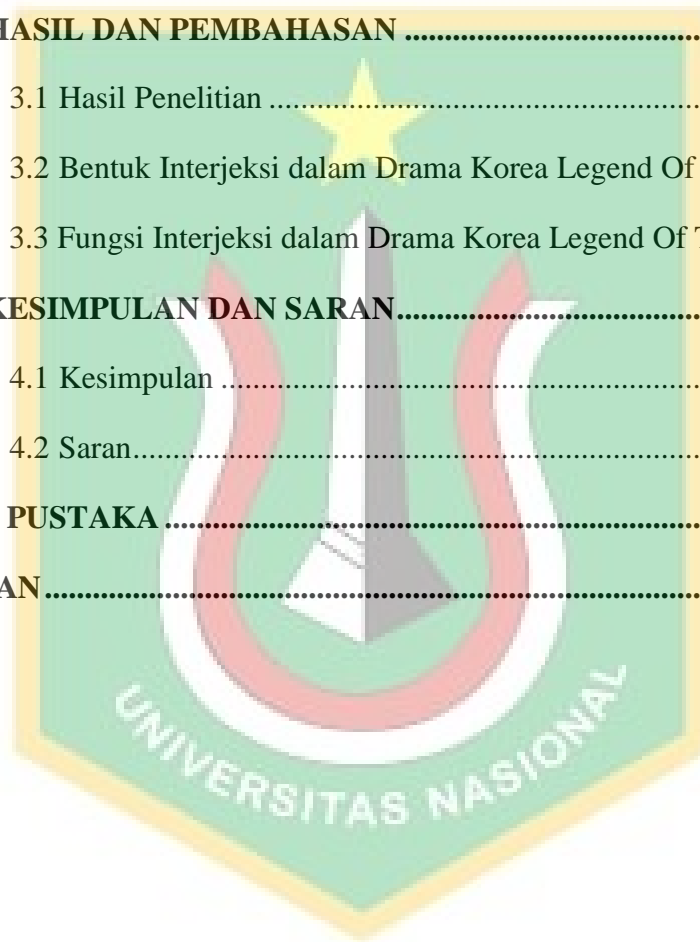 HASIL DAN PEMBAHASAN ........................................
3.1 Hasil Penelitian ........................................................
3.2 Bentuk Interjeksi dalam Drama Korea Legend Of
3.3 Fungsi Interjeksi dalam Drama Korea Legend Of
KESIMPULAN DAN SARAN........................................
4.1 Kesimpulan .............................................................
4.2 Saran.........................................................................
PUSTAKA .....................................................................
AN....................................................................................
UNIVERSITAS NASIONAL